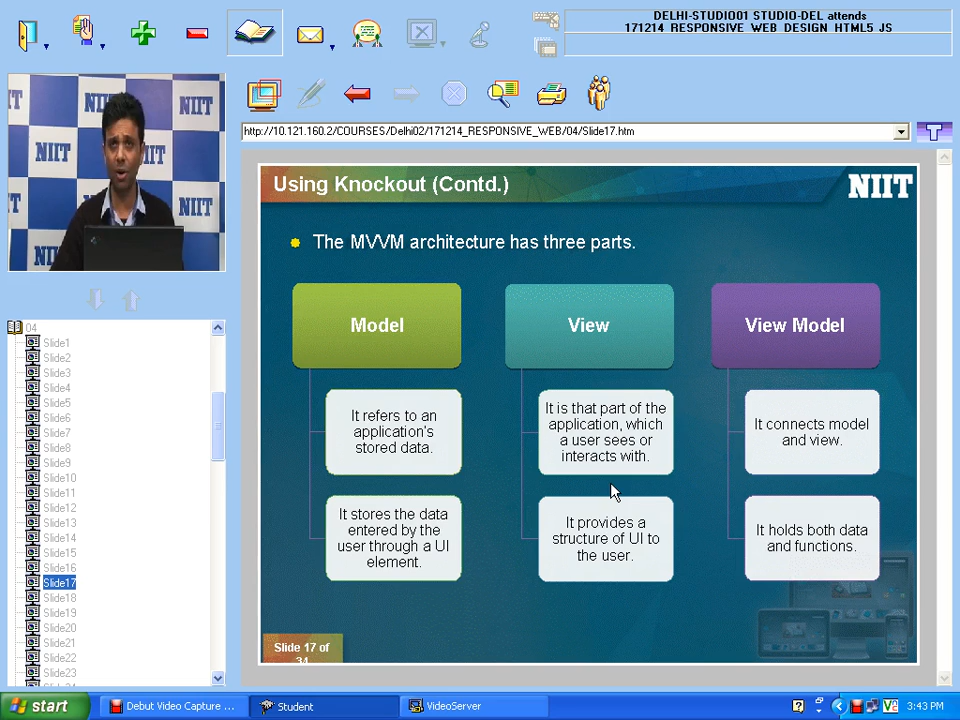 DELHI-STUDIO01 STUDIO-DEL attends
171214_RESPONSIVE_WEB_DESIGN_HTML5_JS
http://10.121.160.2/COURSES/Delhi02/171214_RESPONSIVE_WEB/04/Slide17.htm
T
NIIT
NIIT
NIIT
NIIT
NIIT
04
Slide1
Slide2
Slide3
Slide4
Slide5
Slide6
Slide7
Slide8
Slide9
Slide10
Slide11
Slide12
Slide13
Slide14
Slide15
Slide16
Slide17
Slide18
Slide19
Slide20
Slide21
Slide22
Slide23
Using Knockout (Contd.)
NIIT
The MVVM architecture has three parts.
Model
It refers to an
application's
stored data.
It stores the data
entered by the
user through a UI
element.
View
It is that part of the
application, which
a user sees or
interacts with.
It provides a
structure of UI to
the user.
View Model
It connects model
and view.
It holds both data
and functions.
Slide 17 of
34
start
Debut Video Capture ...
Student
VideoServer
3:43 PM